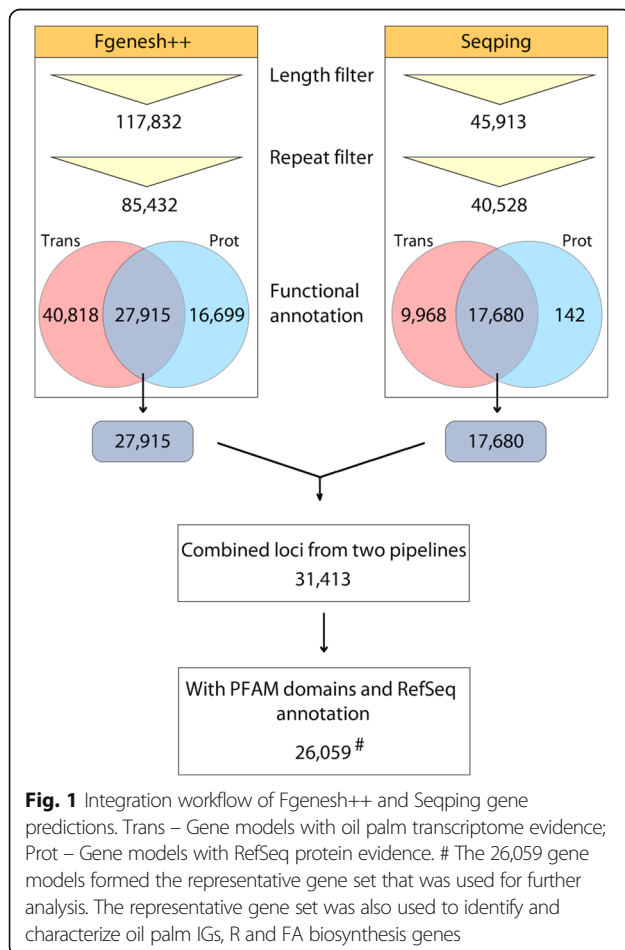 Fgenesh++
Seqping
Length filter
117,832
45,913
Repeat filter
85,432
40,528
Trans
Prot
Trans
Prot
40,818
27,915
16,699
Functional
annotation
9,968
17,680
142
27,915
17,680
Combined loci from two pipelines
31,413
With PFAM domains and RefSeq
annotation
26,059 #
Fig. 1 Integration workflow of Fgenesh++ and Seqping gene
predictions. Trans – Gene models with oil palm transcriptome evidence;
Prot – Gene models with RefSeq protein evidence. # The 26,059 gene
models formed the representative gene set that was used for further
analysis. The representative gene set was also used to identify and
characterize oil palm IGs, R and FA biosynthesis genes